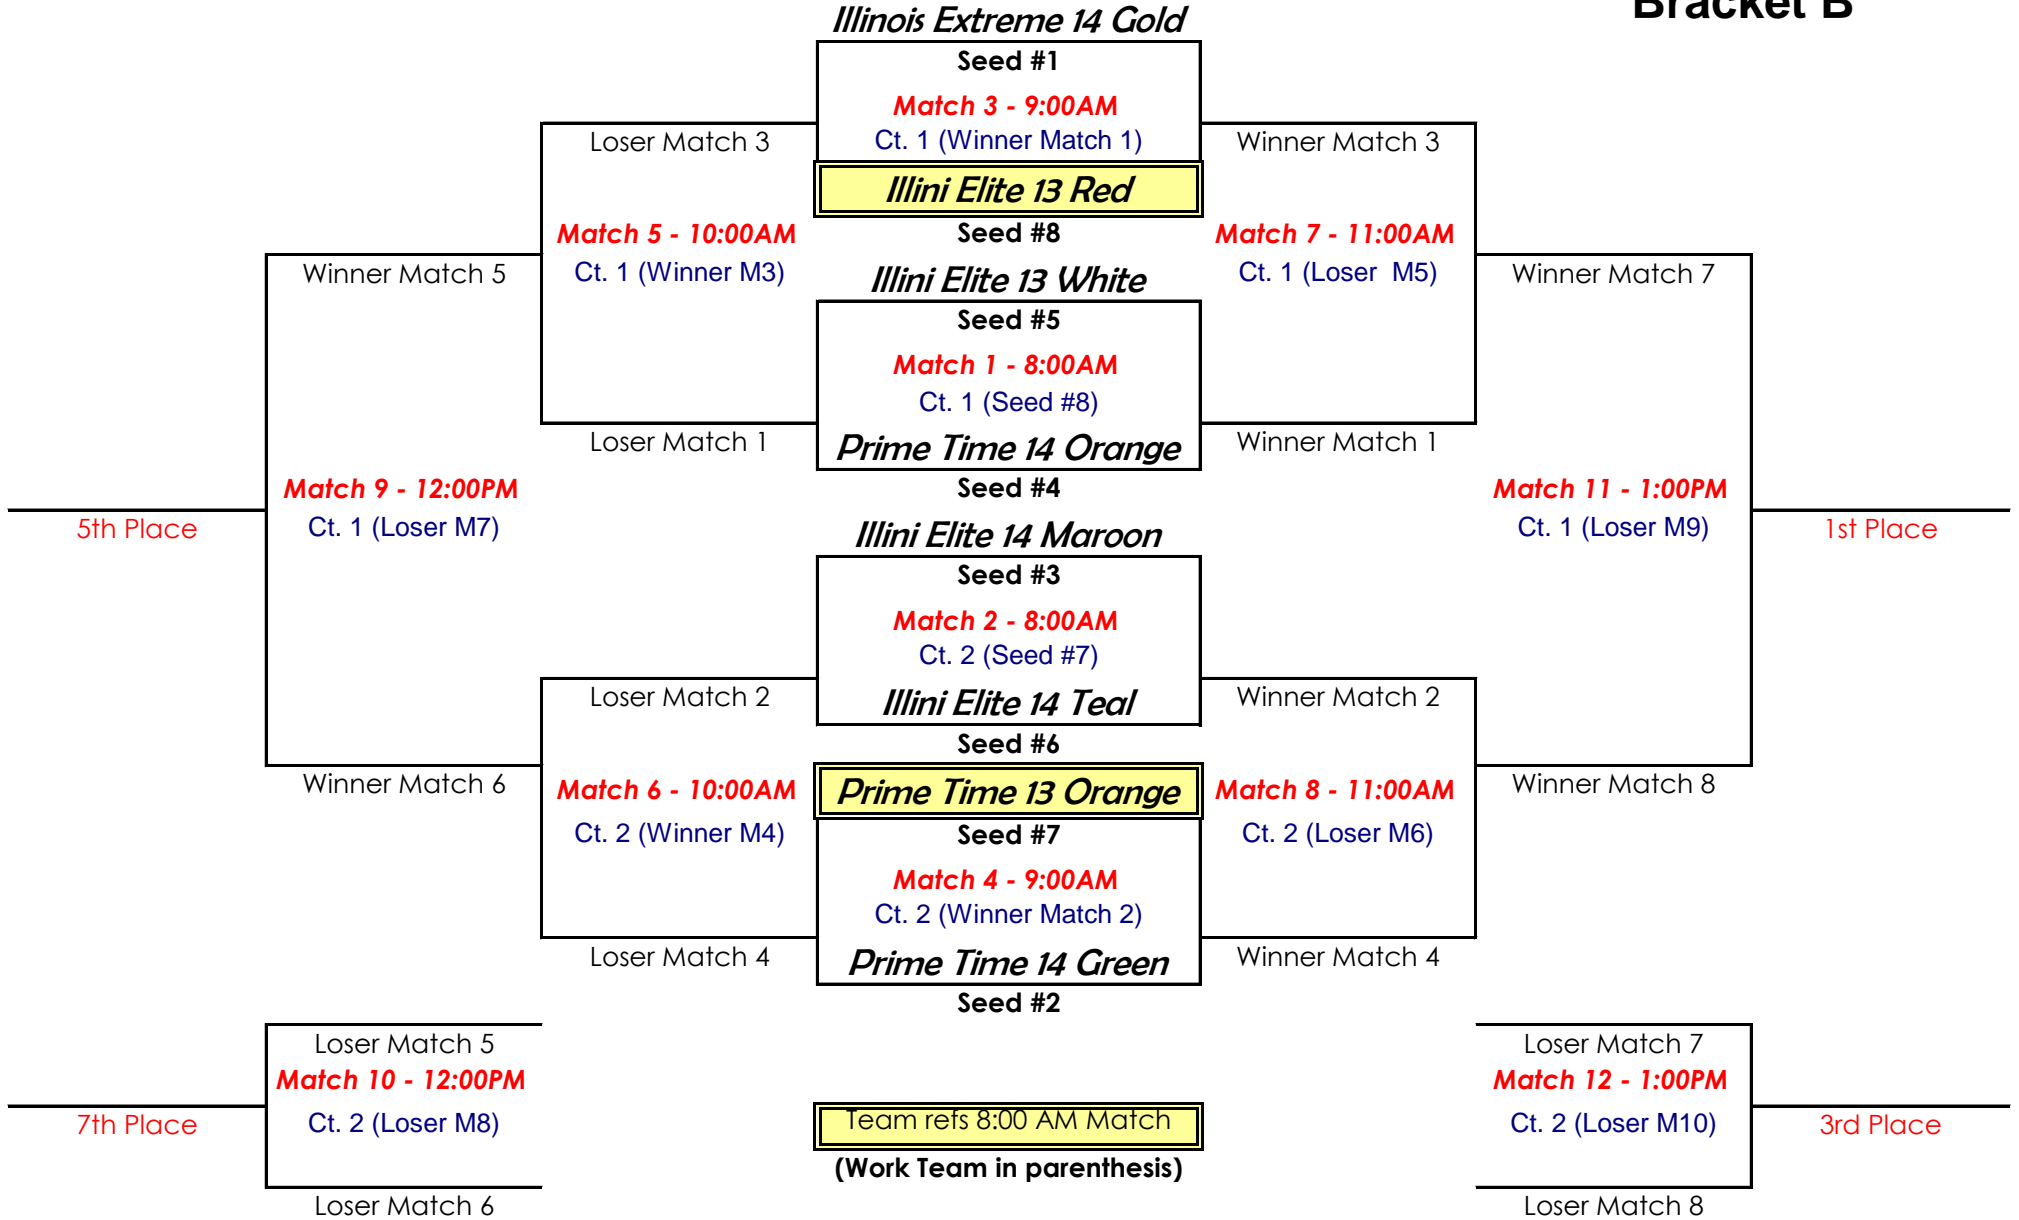 Bracket B
Illinois Extreme 14 Gold
Seed #1
Match 3 - 9:00AM
Loser Match 3
Ct. 1 (Winner Match 1)
Winner Match 3
Illini Elite 13 Red
Match 5 - 10:00AM
Seed #8
Match 7 - 11:00AM
Winner Match 5
Ct. 1 (Winner M3)
Illini Elite 13 White
Ct. 1 (Loser  M5)
Winner Match 7
Seed #5
Match 1 - 8:00AM
Ct. 1 (Seed #8)
Loser Match 1
Prime Time 14 Orange
Winner Match 1
Match 9 - 12:00PM
Seed #4
Match 11 - 1:00PM
5th Place
Ct. 1 (Loser M7)
Illini Elite 14 Maroon
Ct. 1 (Loser M9)
1st Place
Seed #3
Match 2 - 8:00AM
Ct. 2 (Seed #7)
Loser Match 2
Illini Elite 14 Teal
Winner Match 2
Seed #6
Winner Match 6
Match 6 - 10:00AM
Prime Time 13 Orange
Match 8 - 11:00AM
Winner Match 8
Ct. 2 (Winner M4)
Seed #7
Ct. 2 (Loser M6)
Match 4 - 9:00AM
Ct. 2 (Winner Match 2)
Loser Match 4
Prime Time 14 Green
Winner Match 4
Seed #2
Loser Match 5
Loser Match 7
Match 10 - 12:00PM
Match 12 - 1:00PM
7th Place
Ct. 2 (Loser M8)
Team refs 8:00 AM Match
Ct. 2 (Loser M10)
3rd Place
(Work Team in parenthesis)
Loser Match 6
Loser Match 8